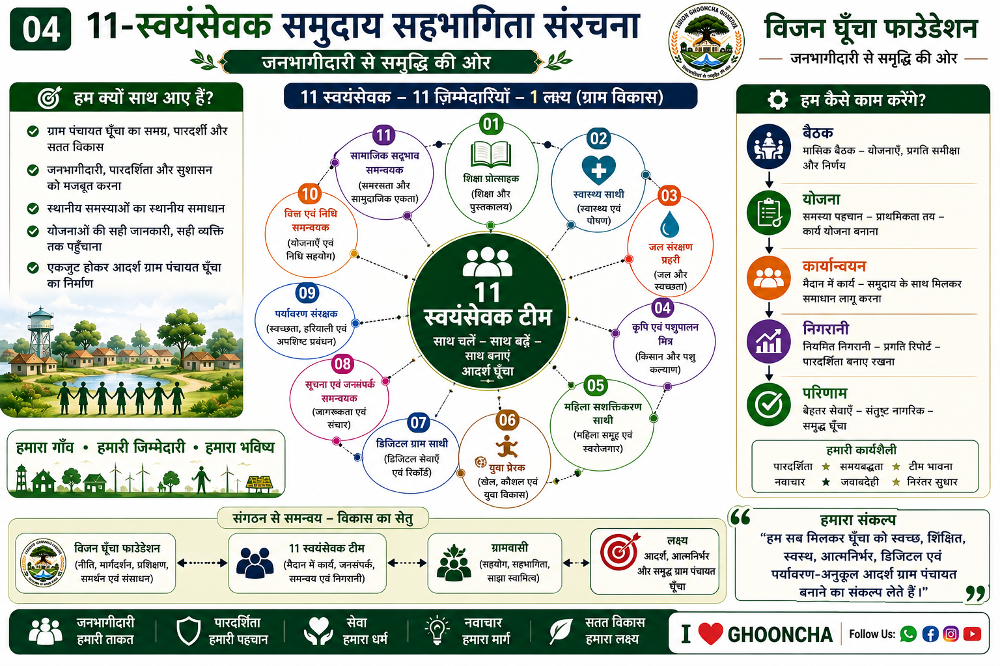 04
11-स्वयंसेवक समुदाय सहभागिता संरचना
जनभागीदारी से समृद्धि की ओर
विजन घूँचा फाउंडेशन
जनभागीदारी से समृद्धि की ओर
हम क्यों साथ आए हैं?
ग्राम पंचायत घूँचा का समग्र, पारदर्शी और
सतत विकास
जनभागीदारी, पारदर्शिता और सुशासन
को मजबूत करना
स्थानीय समस्याओं का स्थानीय समाधान
योजनाओं की सही जानकारी, सही व्यक्ति
तक पहुँचाना
एकजुट होकर आदर्श ग्राम पंचायत घूँचा
का निर्माण
हमारा गाँव • हमारी जिम्मेदारी • हमारा भविष्य
11 स्वयंसेवक – 11 ज़िम्मेदारियों – 1 लक्ष्य (ग्राम विकास)
01
शिक्षा प्रोत्साहक
(शिक्षा और
पुस्तकालय)
02
स्वास्थ्य साथी
(स्वास्थ्य एवं
पोषण)
03
जल संरक्षण
प्रहरी
(जल और
स्वच्छता)
04
कृषि एवं पशुपालन
मित्र
(किसान और पशु
कल्याण)
05
महिला सशक्तिकरण
साथी
(महिला समूह एवं
स्वरोजगार)
06
युवा प्रेरक
(खेल, कौशल एवं
युवा विकास)
07
डिजिटल ग्राम साथी
(डिजिटल सेवाएँ
एवं रिकॉर्ड)
08
सूचना एवं जनसंपर्क
समन्वयक
(जागरूकता एवं
संचार)
09
पर्यावरण संरक्षक
(स्वच्छता, हरियाली एवं
अपशिष्ट प्रबंधन)
10
वित्त एवं निधि
समन्वयक
(योजनाएँ एवं
निधि सहयोग)
11
सामाजिक सद्भाव
समन्वयक
(समरसता और
सामुदाजिक एकता)
11
स्वयंसेवक टीम
साथ चलें – साथ बढ़ें –
साथ बनाएं
आदर्श घूँचा
हम कैसे काम करेंगे?
बैठक
मासिक बैठक – योजनाएँ, प्रगति समीक्षा
और निर्णय
योजना
समस्या पहचान – प्राथमिकता तय –
कार्य योजना बनाना
कार्यान्वयन
मैदान में कार्य – समुदाय के साथ मिलकर
समाधान लागू करना
निगरानी
नियमित निगरानी – प्रगति रिपोर्ट –
पारदर्शिता बनाए रखना
परिणाम
बेहतर सेवाएँ – संतुष्ट नागरिक –
समृद्ध घूँचा
हमारी कार्यशैली
पारदर्शिता ★ समयबद्धता ★ टीम भावना
नवाचार ★ जवाबदेही ★ निरंतर सुधार
संगठन से समन्वय – विकास का सेतु
विजन घूँचा फाउंडेशन
(नीति, मार्गदर्शन, प्रशिक्षण,
समर्थन एवं संसाधन)
11 स्वयंसेवक टीम
(मैदान में कार्य, जनसंपर्क,
समन्वय एवं निगरानी)
ग्रामवासी
(सहयोग, सहभागिता,
साझा स्वामित्व)
लक्ष्य
आदर्श, आत्मनिर्भर
और समृद्ध ग्राम पंचायत
घूँचा
हमारा संकल्प
“हम सब मिलकर घूँचा को स्वच्छ, शिक्षित,
स्वस्थ, आत्मनिर्भर, डिजिटल एवं
पर्यावरण-अनुकूल आदर्श ग्राम पंचायत
बनाने का संकल्प लेते हैं।”
जनभागीदारी
हमारी ताकत
पारदर्शिता
हमारी पहचान
सेवा
हमारा धर्म
नवाचार
हमारा मार्ग
सतत विकास
हमारा लक्ष्य
I ❤ GHOONCHA
Follow Us: